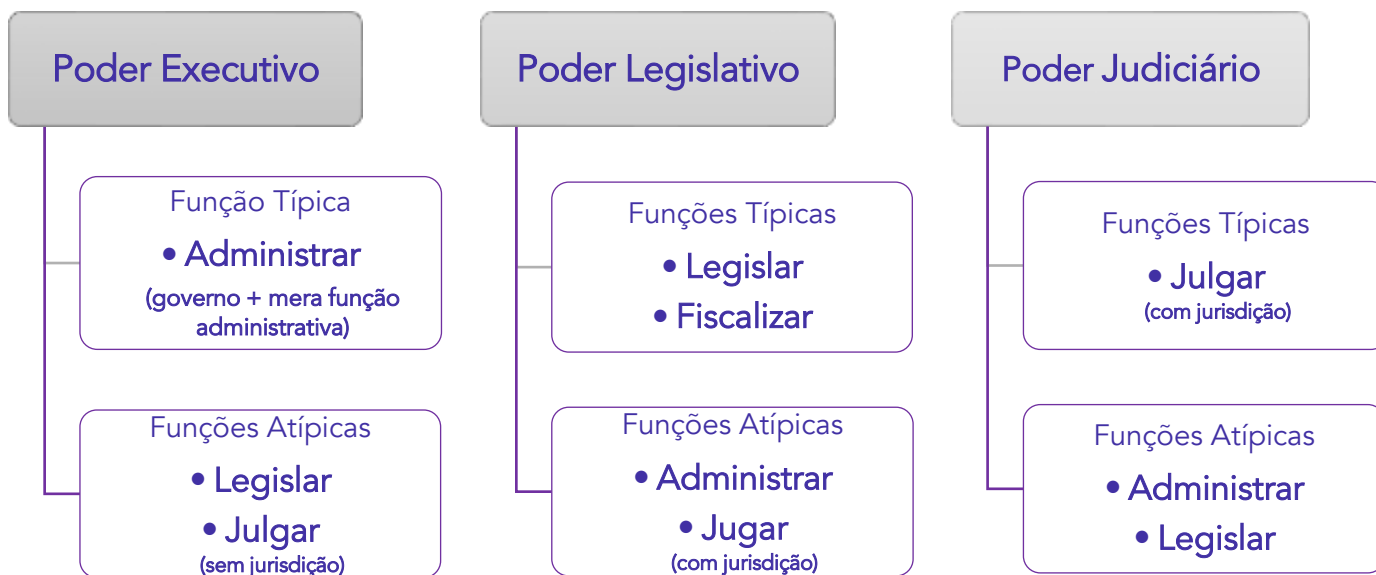 Poder Executivo
Função Típica
• Administrar
(governo + mera função
administrativa)
Funções Atípicas
• Legislar
• Julgar
(sem jurisdição)
Poder Legislativo
Funções Típicas
• Legislar
• Fiscalizar
Funções Atípicas
• Administrar
• Jugar
(com jurisdição)
Poder Judiciário
Funções Típicas
• Julgar
(com jurisdição)
Funções Atípicas
• Administrar
• Legislar